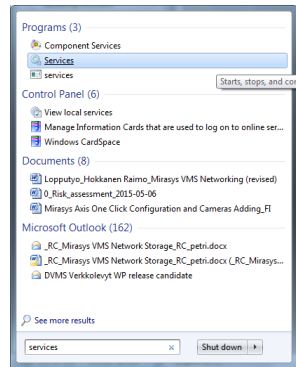 Programs (3)
Component Services
Services
services
Starts, stops, and con
Control Panel (6)
View local services
Manage Information Cards that are used to log on to online ser...
Windows CardSpace
Documents (8)
Lopputyo_Hokkanen Raimo_Mirasys VMS Networking (revised)
0_Risk_assessment_2015-05-06
Mirasys Axis One Click Configuration and Cameras Adding_FI
Microsoft Outlook (162)
_RC_Mirasys VMS Network Storage_RC_petri.docx
_RC_Mirasys VMS Network Storage_RC_petri.docx (_RC_Mirasys...
DVMS Verkkolevyt WP release candidate
See more results
services
Shut down